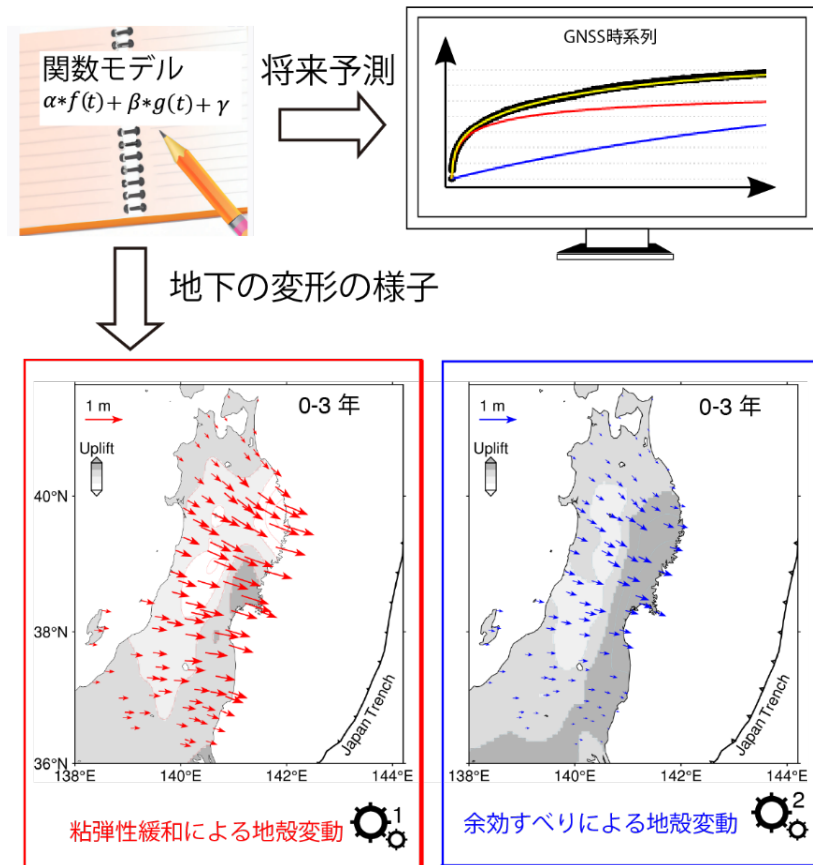 関数モデル
α*f(t)+β*g(t)+γ
将来予測
GNSS時系列
地下の変形の様子
1 m
0-3 年
Uplift
40°N
38°N
36°N
138°E
140°E
142°E
144°E
Japan Trench
粘弾性緩和による地殻変動
1
1 m
0-3 年
Uplift
138°E
140°E
142°E
144°E
Japan Trench
余効すべりによる地殻変動
2